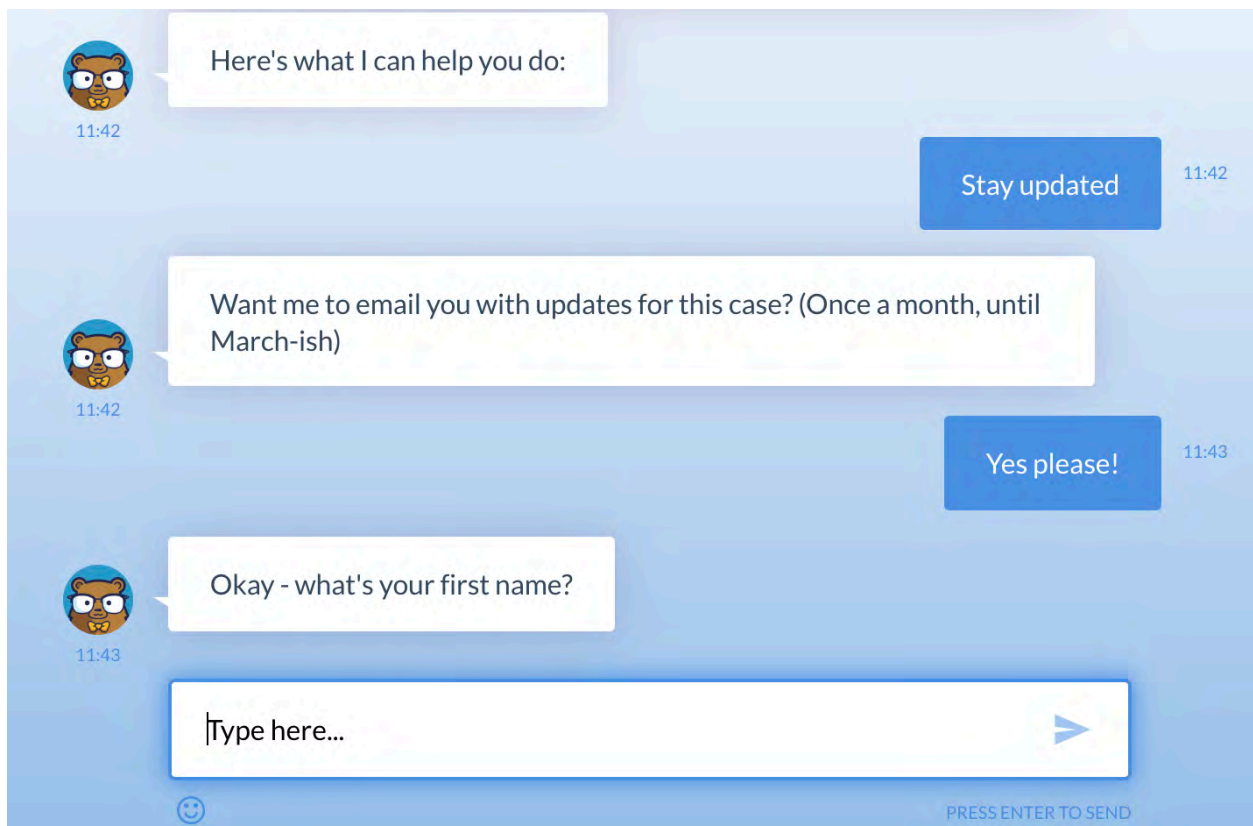 Here's what I can help you do:
11:42
Stay updated
11:42
Want me to email you with updates for this case? (Once a month, until
March-ish)
11:42
Yes please!
11:43
Okay - what's your first name?
11:43
Type here...
PRESS ENTER TO SEND